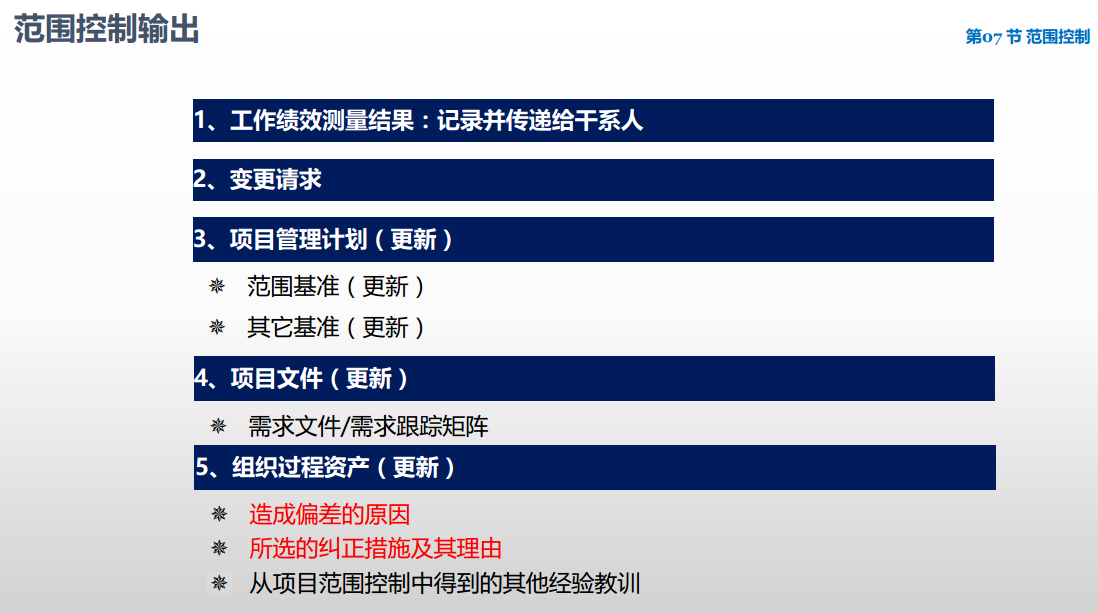 范围控制输出
第07 节 范围控制
1、工作绩效测量结果：记录并传递给干系人
2、变更请求
3、项目管理计划（更新）
✵ 范围基准（更新）
✵ 其它基准（更新）
4、项目文件（更新）
✵ 需求文件/需求跟踪矩阵
5、组织过程资产（更新）
✵ 造成偏差的原因
✵ 所选的纠正措施及其理由
✵ 从项目范围控制中得到的其他经验教训